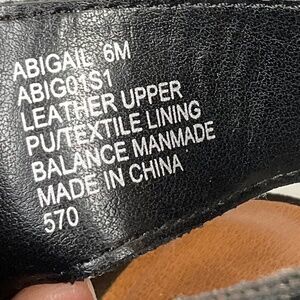 ABIGAIL 6M
ABIG01S1
LEATHER UPPER
PU/TEXTILE LINING
BALANCE MANMADE
MADE IN CHINA
570